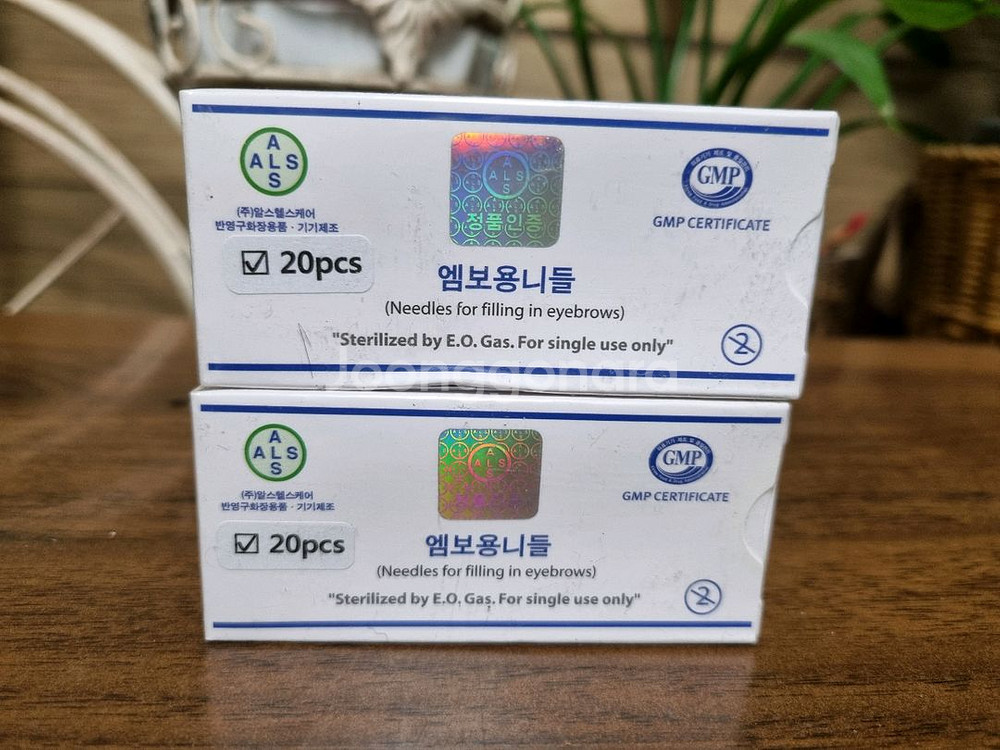 A
A L S
S
(주)알스헬스케어
반영구화장용품 · 기기제조
☑ 20pcs
A
A L S
S
정품인증
GMP
GMP CERTIFICATE
엠보용니들
(Needles for filling in eyebrows)
"Sterilized by E.O. Gas. For single use only"
2
Joonggonara
A
A L S
S
(주)알스헬스케어
반영구화장용품 · 기기제조
☑ 20pcs
A
A L S
S
GMP
GMP CERTIFICATE
엠보용니들
(Needles for filling in eyebrows)
"Sterilized by E.O. Gas. For single use only"
2